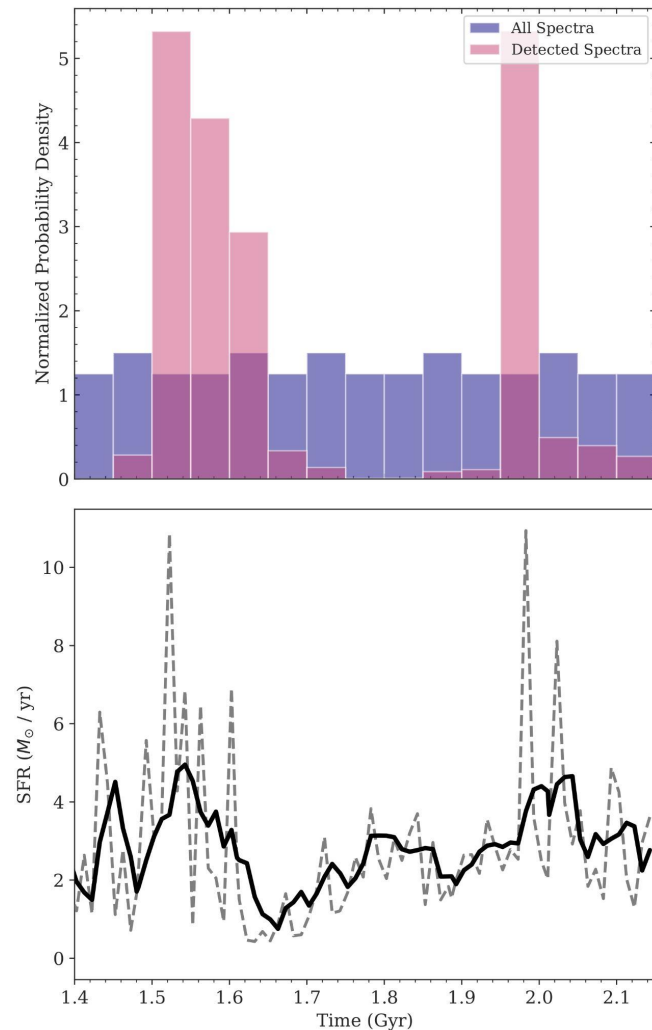 All Spectra
Detected Spectra
Normalized Probability Density
5
4
3
2
1
0
SFR (M⊙ / yr)
10
8
6
4
2
0
1.4 1.5 1.6 1.7 1.8 1.9 2.0 2.1
Time (Gyr)